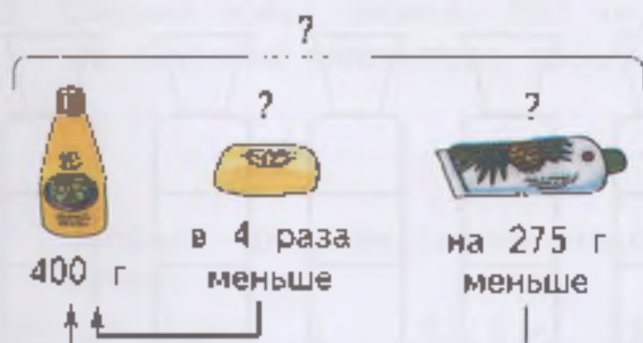 ?
? ?
400 г
в 4 раза
меньше
на 275 г
меньше